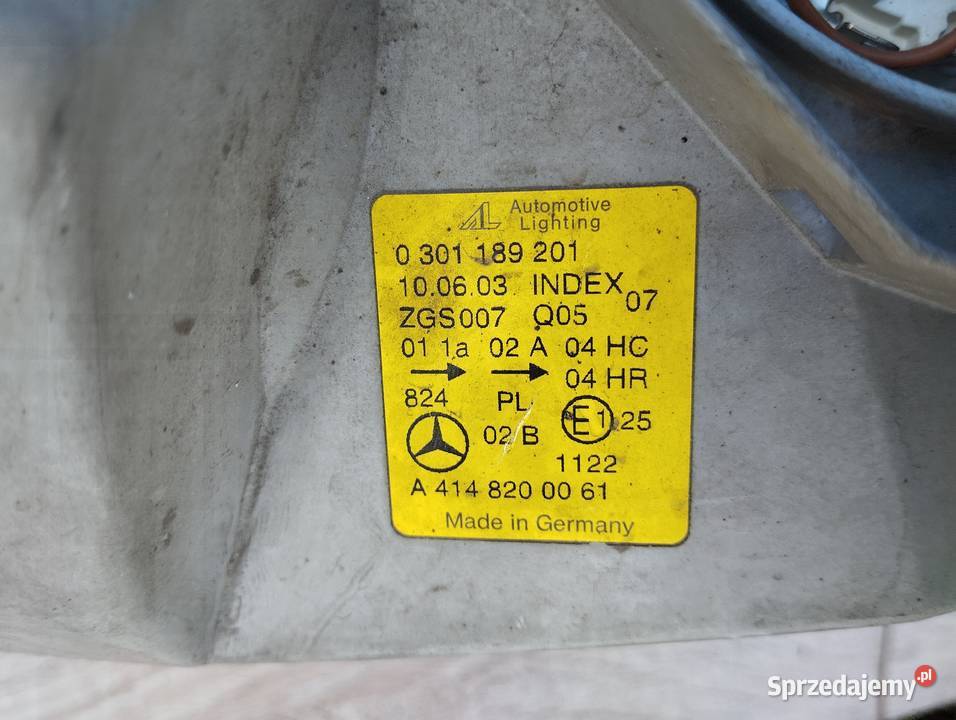 Automotive
Lighting
0 301 189 201
10.06.03 INDEX 07
ZGS007 Q05
01 1a 02 A 04 HC
04 HR
824 PL
02 B E1 25
1122
A 414 820 00 61
Made in Germany
Sprzedajemy.pl